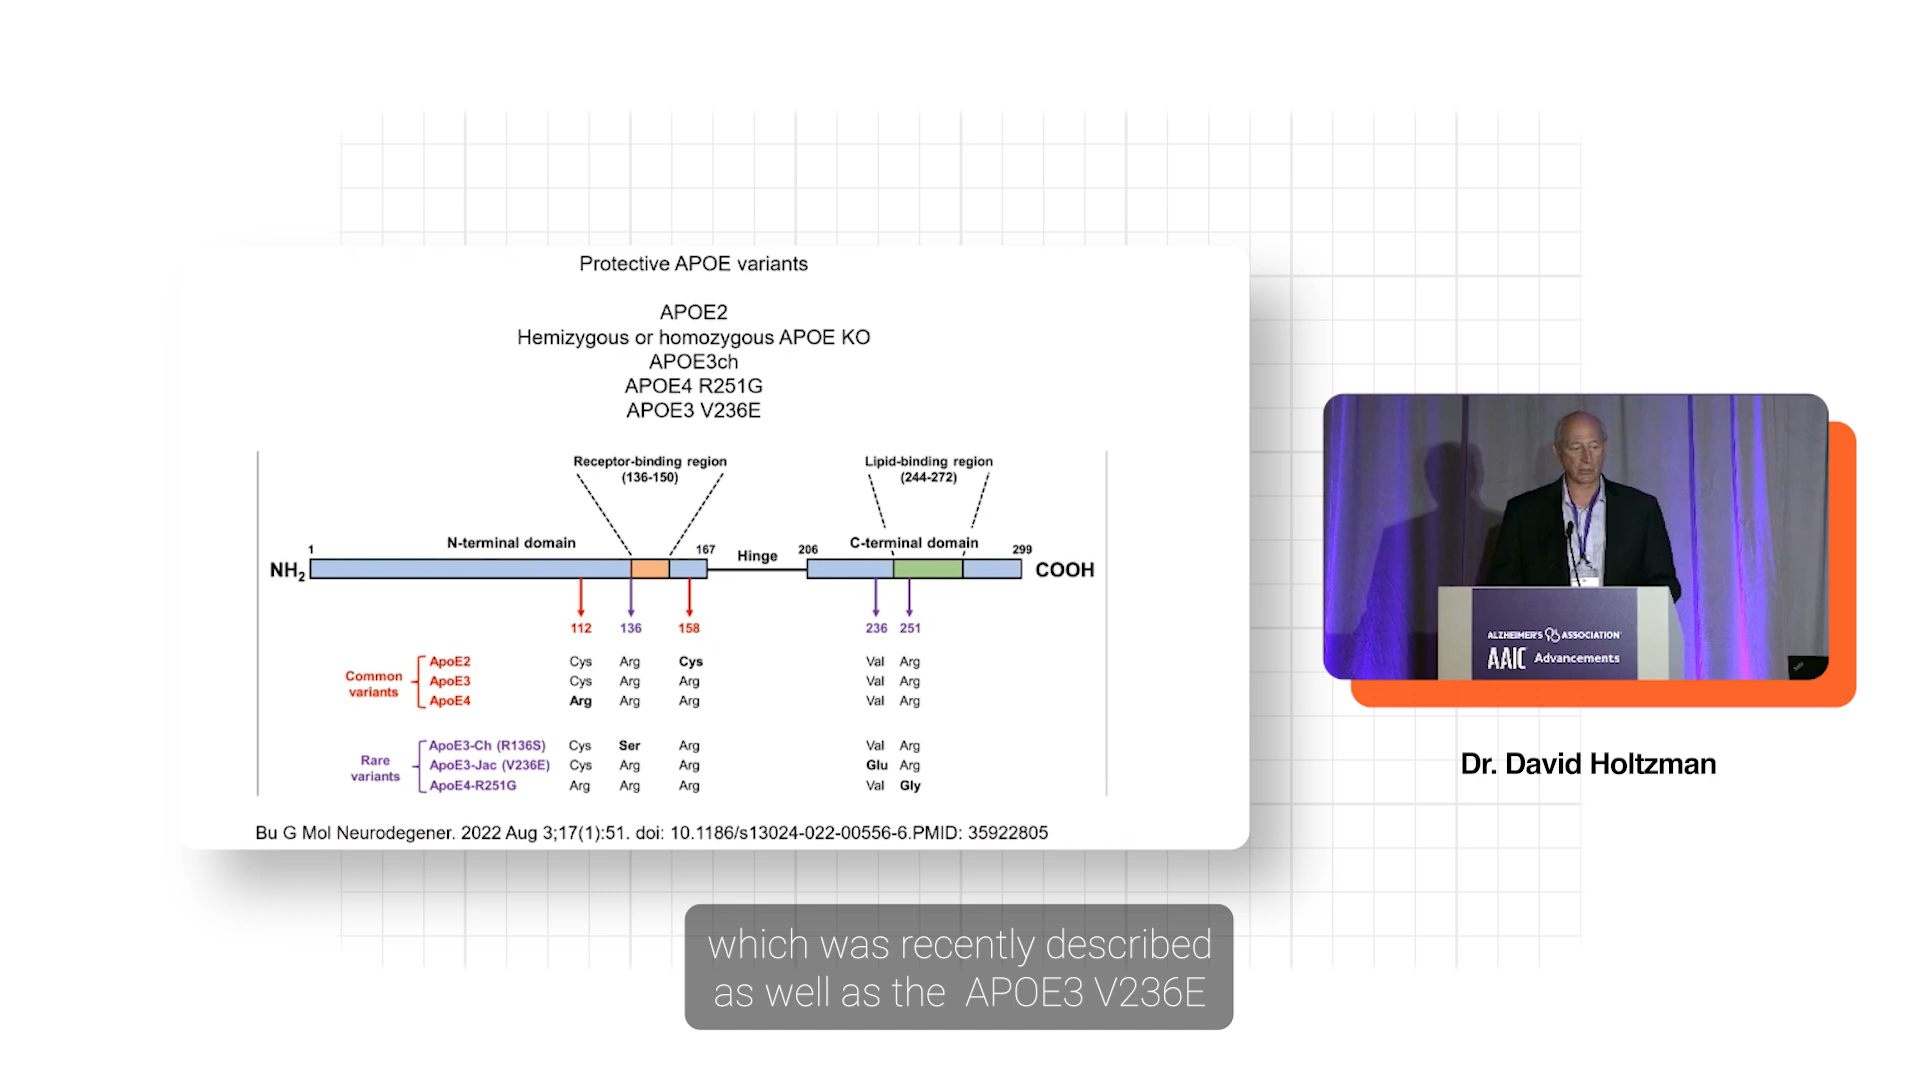 Protective APOE variants
APOE2
Hemizygous or homozygous APOE KO
APOE3ch
APOE4 R251G
APOE3 V236E
Receptor-binding region
(136-150)
Lipid-binding region
(244-272)
1
N-terminal domain
167
Hinge
206
C-terminal domain
299
NH2
COOH
112 136 158 236 251
Common
variants
ApoE2 Cys Arg Cys Val Arg
ApoE3 Cys Arg Arg Val Arg
ApoE4 Arg Arg Arg Val Arg
Rare
variants
ApoE3-Ch (R136S) Cys Ser Arg Val Arg
ApoE3-Jac (V236E) Cys Arg Arg Glu Arg
ApoE4-R251G Arg Arg Arg Val Gly
Bu G Mol Neurodegener. 2022 Aug 3;17(1):51. doi: 10.1186/s13024-022-00556-6.PMID: 35922805
ALZHEIMER'S ASSOCIATION
AAIC Advancements
Dr. David Holtzman
which was recently described
as well as the APOE3 V236E